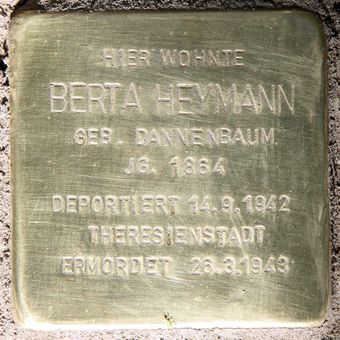 HIER WOHNTE
BERTA HEYMANN
GEB. DANNENBAUM
JG. 1864
DEPORTIERT 14.9.1942
THERESIENSTADT
ERMORDET 26.3.1943